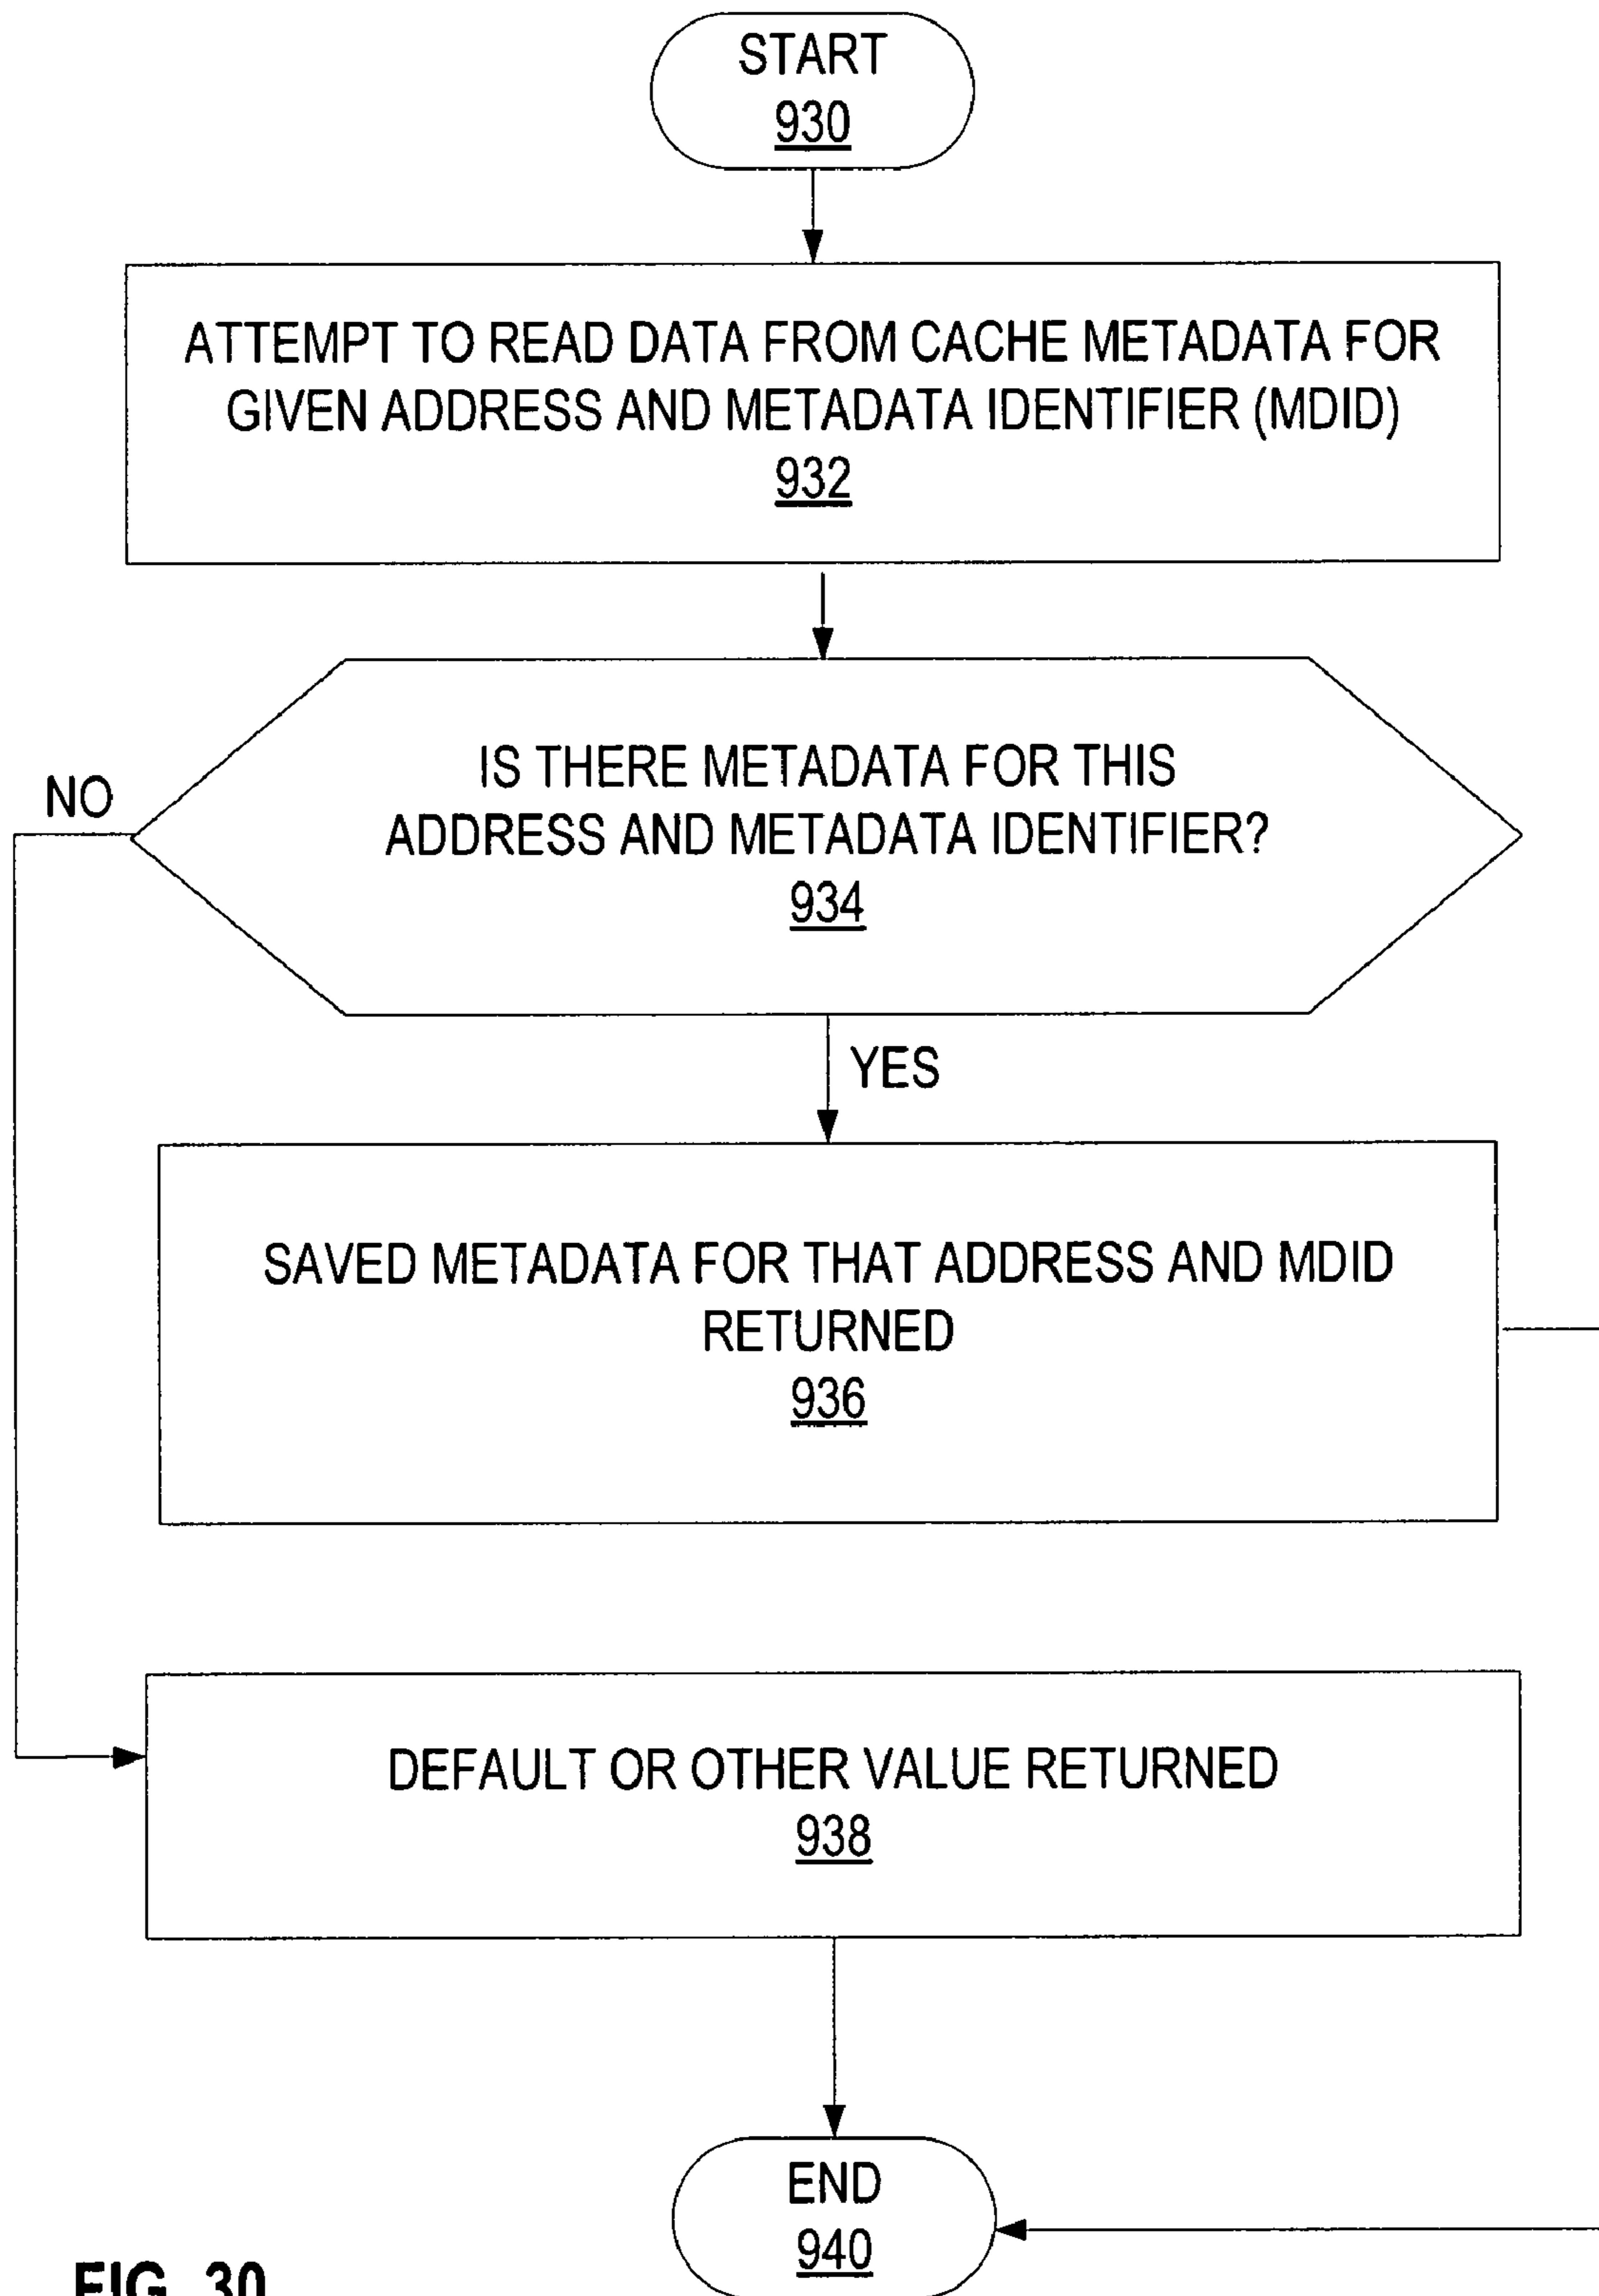 START
930
ATTEMPT TO READ DATA FROM CACHE METADATA FOR
GIVEN ADDRESS AND METADATA IDENTIFIER (MDID)
932
IS THERE METADATA FOR THIS
ADDRESS AND METADATA IDENTIFIER?
934
NO
YES
SAVED METADATA FOR THAT ADDRESS AND MDID
RETURNED
936
DEFAULT OR OTHER VALUE RETURNED
938
END
940
FIG. 30